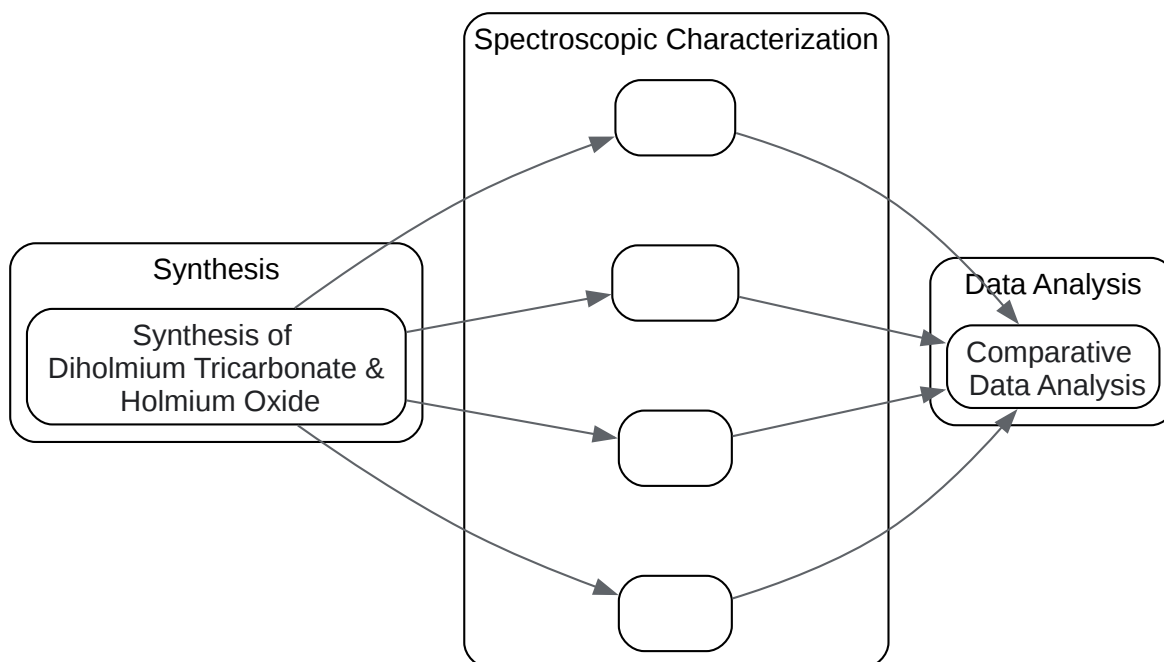 Spectroscopic Characterization
Synthesis
Synthesis of
Diholmium Tricarbonate &
Holmium Oxide
Data Analysis
Comparative
Data Analysis